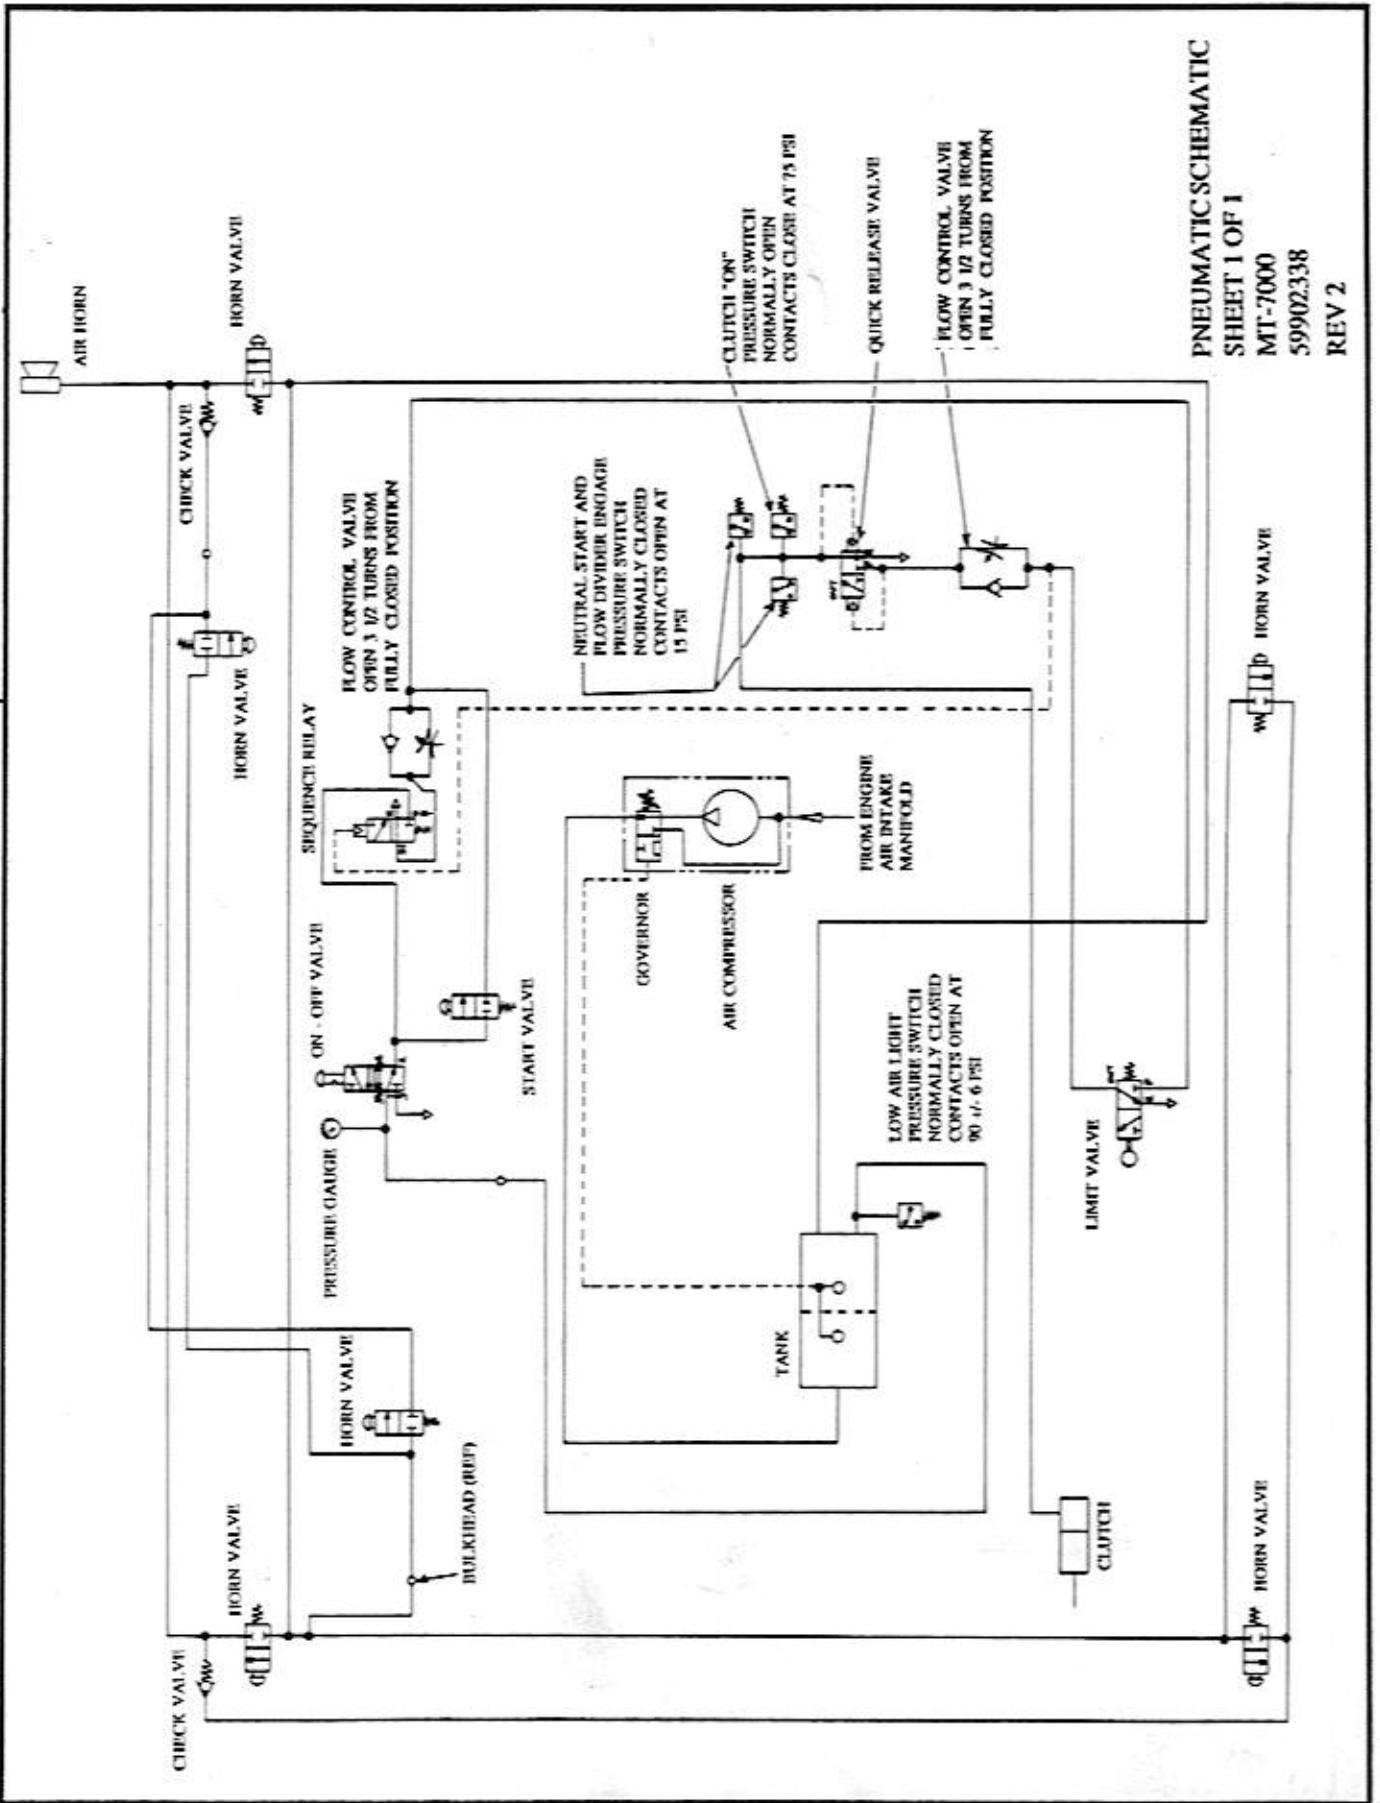 AIR HORN
HORN VALVE
CHECK VALVE
HORN VALVE
FLOW CONTROL VALVE
OPEN 3 1/2 TURNS FROM
FULLY CLOSED POSITION
SEQUENCE RELAY
ON - OFF VALVE
PRESSURE GAUGE
START VALVE
HORN VALVE
BULKHEAD (REF)
HORN VALVE
CHECK VALVE
CLUTCH "ON"
PRESSURE SWITCH
NORMALLY OPEN
CONTACTS CLOSE AT 75 PSI
QUICK RELEASE VALVE
FLOW CONTROL VALVE
OPEN 3 1/2 TURNS FROM
FULLY CLOSED POSITION
NEUTRAL START AND
FLOW DIVIDER ENGAGE
PRESSURE SWITCH
NORMALLY CLOSED
CONTACTS OPEN AT
15 PSI
GOVERNOR
AIR COMPRESSOR
FROM ENGINE
AIR INTAKE
MANIFOLD
LOW AIR LIGHT
PRESSURE SWITCH
NORMALLY CLOSED
CONTACTS OPEN AT
90 +/- 6 PSI
TANK
LIMIT VALVE
CLUTCH
HORN VALVE
HORN VALVE
PNEUMATIC SCHEMATIC
SHEET 1 OF 1
MT-7000
59902338
REV 2